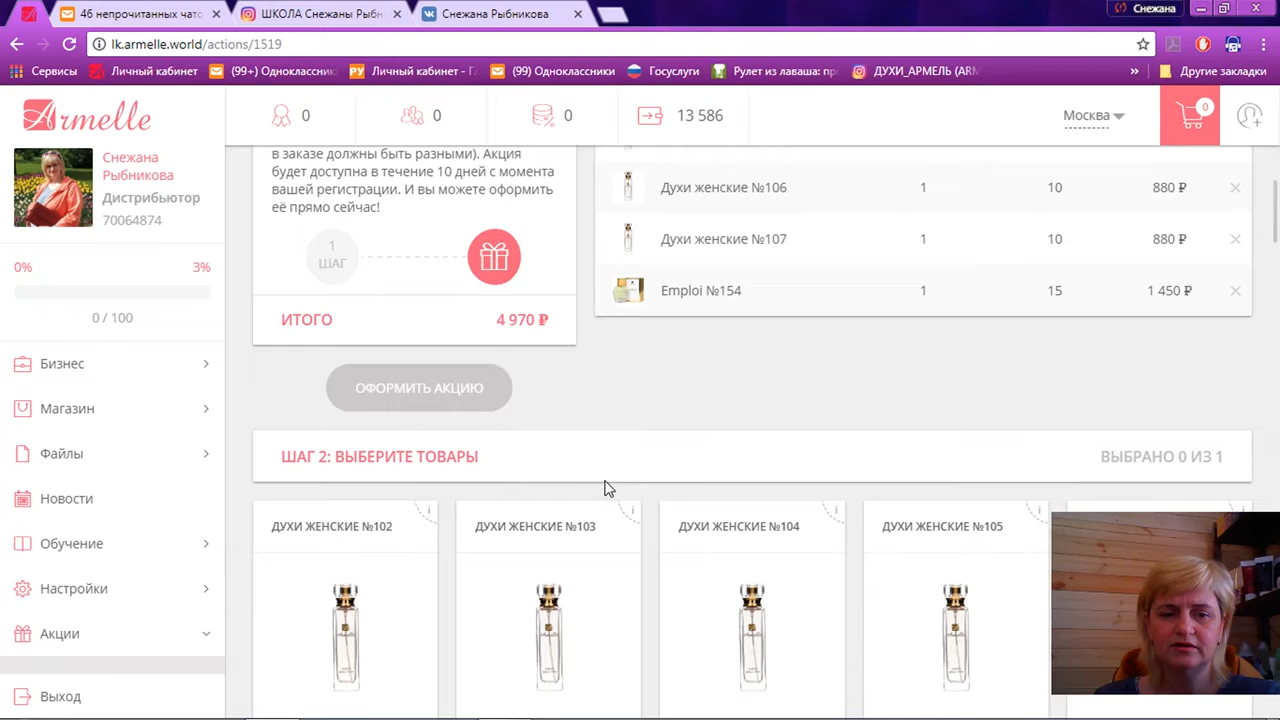 46 непрочитанных чато
ШКОЛА Снежаны Рыбн
Снежана Рыбникова
Снежана
lk.armelle.world/actions/1519
Сервисы
Личный кабинет
(99+) Одноклассник
Личный кабинет - Г
(99) Одноклассники
Госуслуги
Рулет из лаваша: пр
ДУХИ_АРМЕЛЬ (ARM
»
Другие закладки
Armelle
0
0
0
13 586
Москва
0
Снежана
Рыбникова
Дистрибьютор
70064874
0%
3%
0 / 100
Бизнес
Магазин
Файлы
Новости
Обучение
Настройки
Акции
Выход
в заказе должны быть разными). Акция
будет доступна в течение 10 дней с момента
вашей регистрации. И вы можете оформить
её прямо сейчас!
1
ШАГ
ИТОГО 4 970 ₽
ОФОРМИТЬ АКЦИЮ
Духи женские №106 1 10 880 ₽
Духи женские №107 1 10 880 ₽
Emploi №154 1 15 1 450 ₽
ШАГ 2: ВЫБЕРИТЕ ТОВАРЫ
ВЫБРАНО 0 ИЗ 1
ДУХИ ЖЕНСКИЕ №102
ДУХИ ЖЕНСКИЕ №103
ДУХИ ЖЕНСКИЕ №104
ДУХИ ЖЕНСКИЕ №105